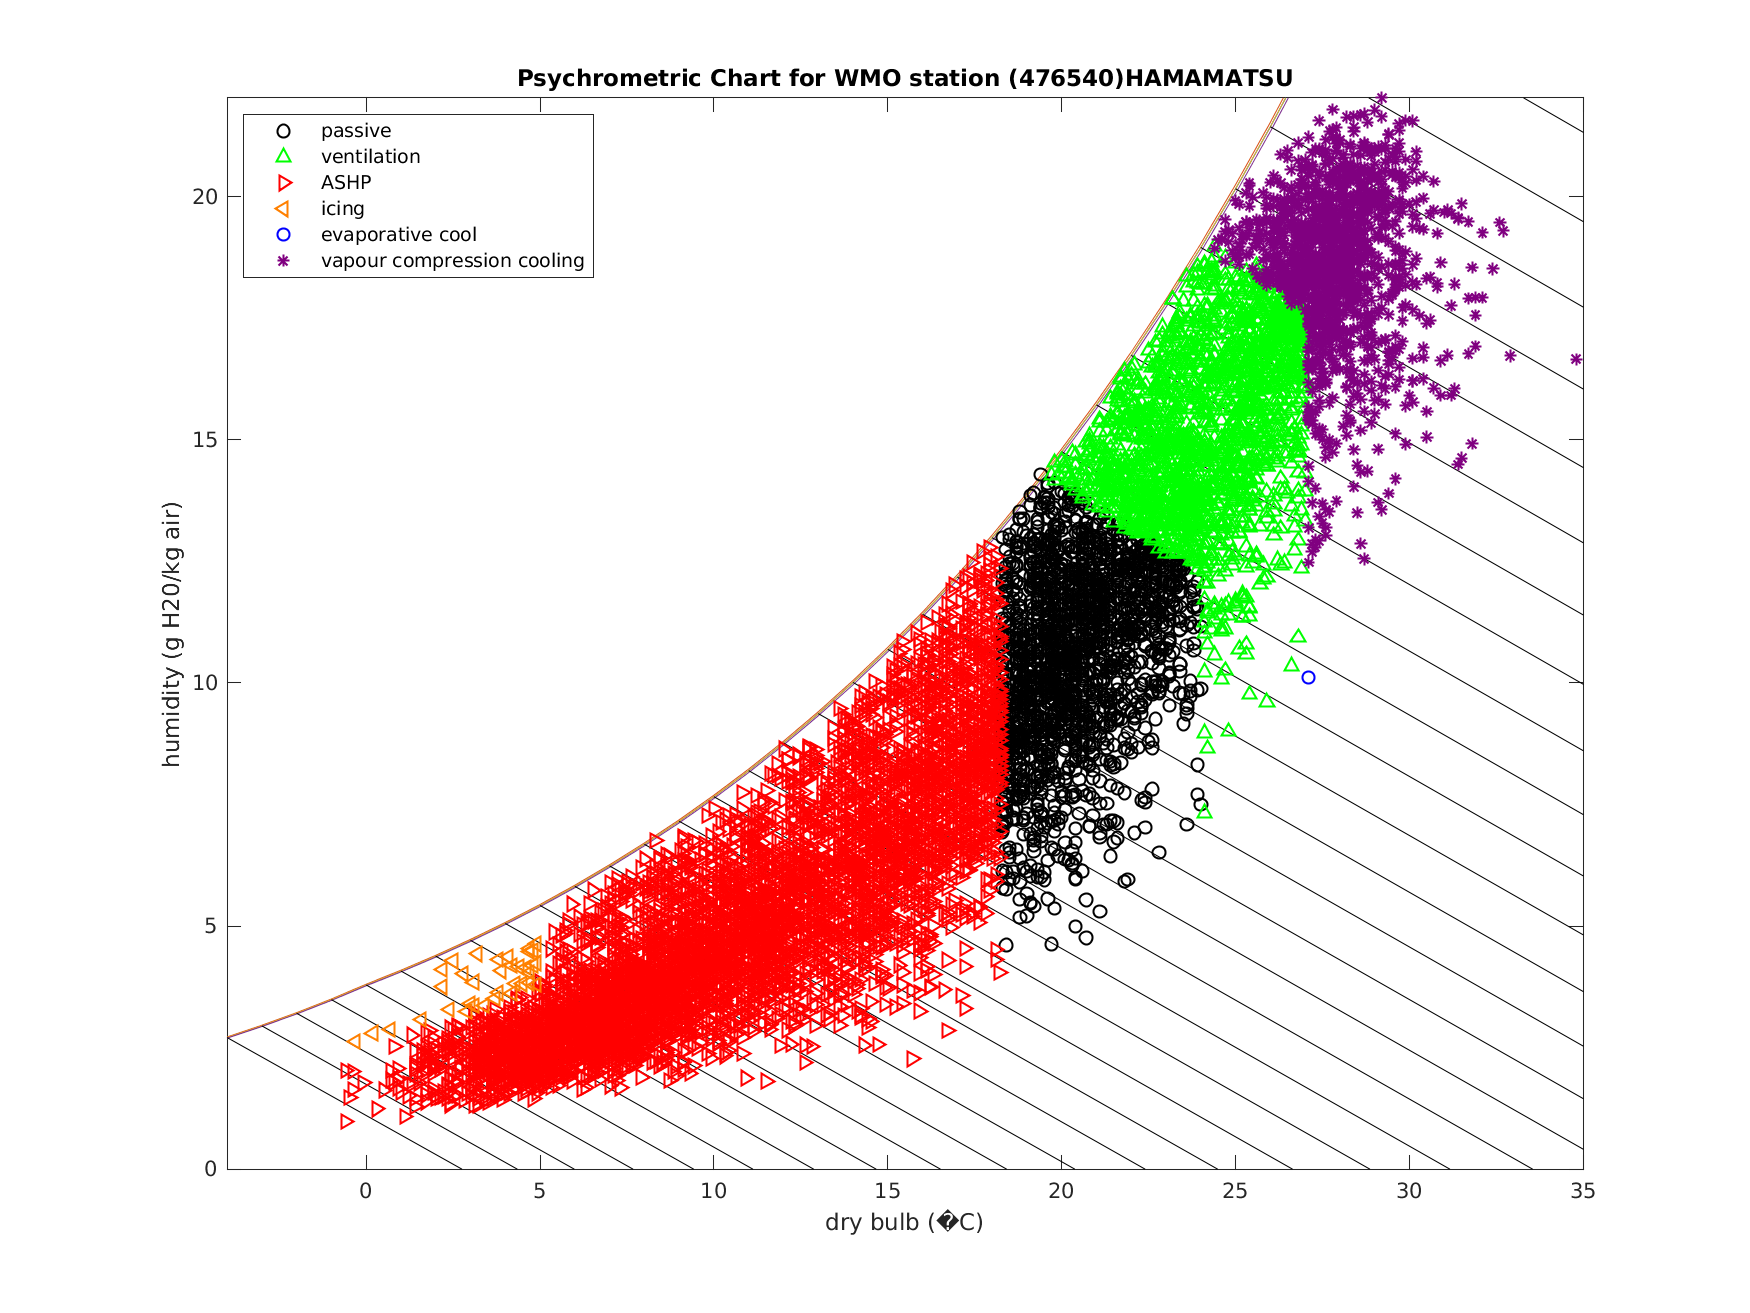 Psychrometric Chart for WMO station (476540)HAMAMATSU
passive
ventilation
ASHP
icing
evaporative cool
vapour compression cooling
humidity (g H20/kg air)
20
15
10
5
0
0 5 10 15 20 25 30 35
dry bulb (�C)